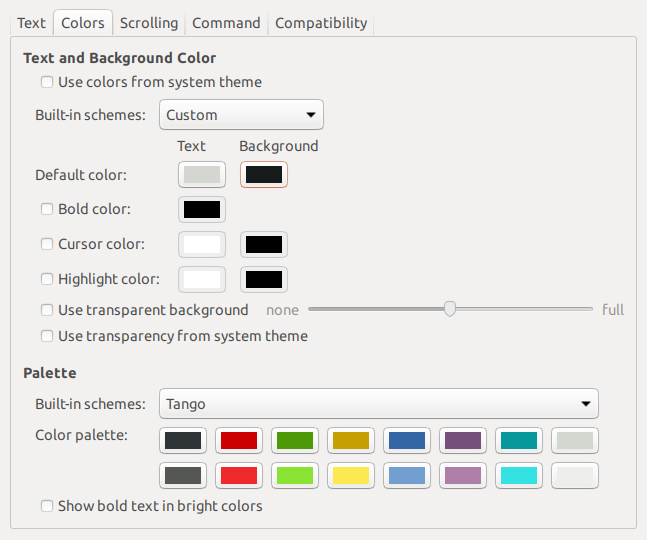 Text Colors Scrolling Command Compatibility
Text and Background Color
Use colors from system theme
Built-in schemes: Custom
Text Background
Default color:
Bold color:
Cursor color:
Highlight color:
Use transparent background none full
Use transparency from system theme
Palette
Built-in schemes: Tango
Color palette:
Show bold text in bright colors